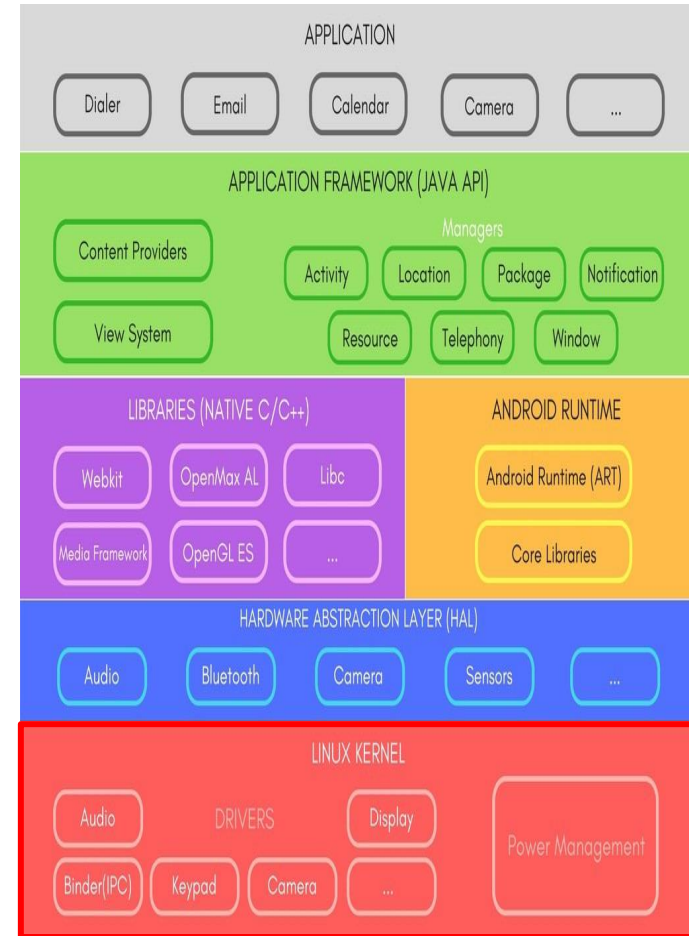 APPLICATION
Dialer Email Calendar Camera ...
APPLICATION FRAMEWORK (JAVA API)
Managers
Content Providers
Activity Location Package Notification
View System
Resource Telephony Window
LIBRARIES (NATIVE C/C++)
Webkit OpenMax AL Libc
Media Framework OpenGL ES ...
ANDROID RUNTIME
Android Runtime (ART)
Core Libraries
HARDWARE ABSTRACTION LAYER (HAL)
Audio Bluetooth Camera Sensors ...
LINUX KERNEL
Audio DRIVERS Display
Binder(IPC) Keypad Camera ...
Power Management